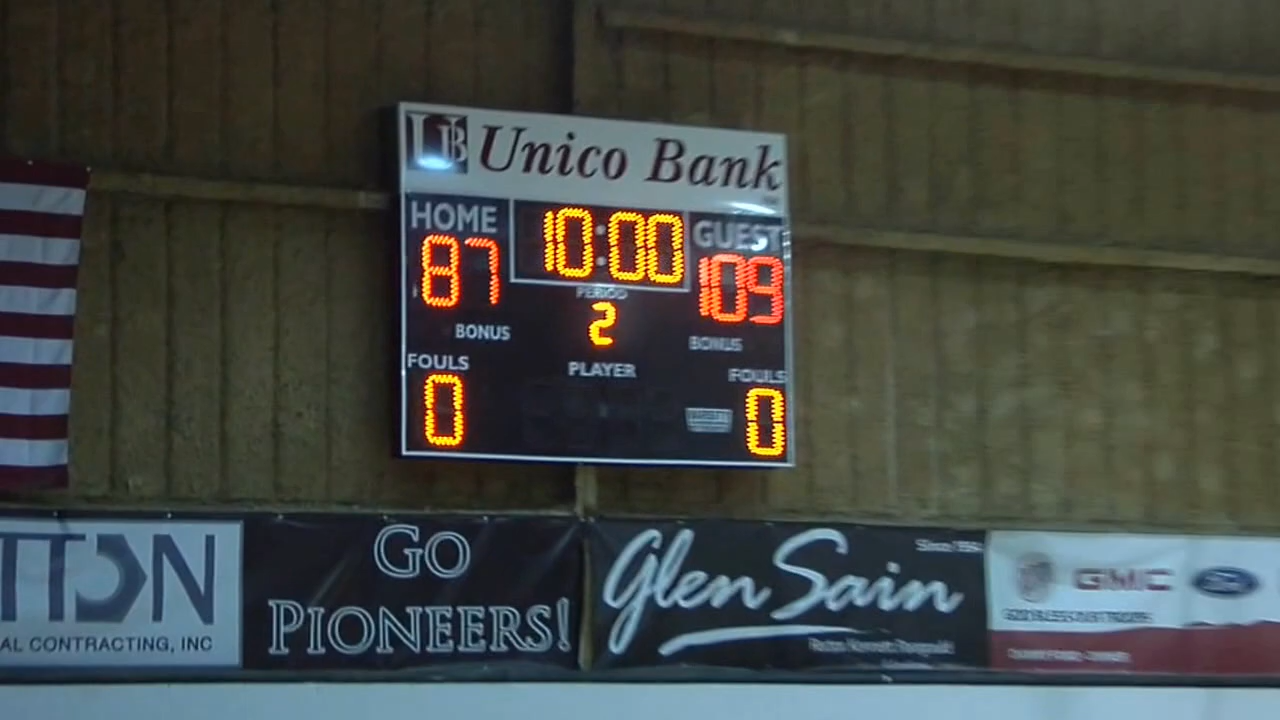 UB Unico Bank
HOME 10:00 GUEST
87 109
PERIOD
2
BONUS BONUS
FOULS PLAYER FOULS
0 0
TTON
AL CONTRACTING, INC
GO
PIONEERS!
Glen Sain
GMC Ford